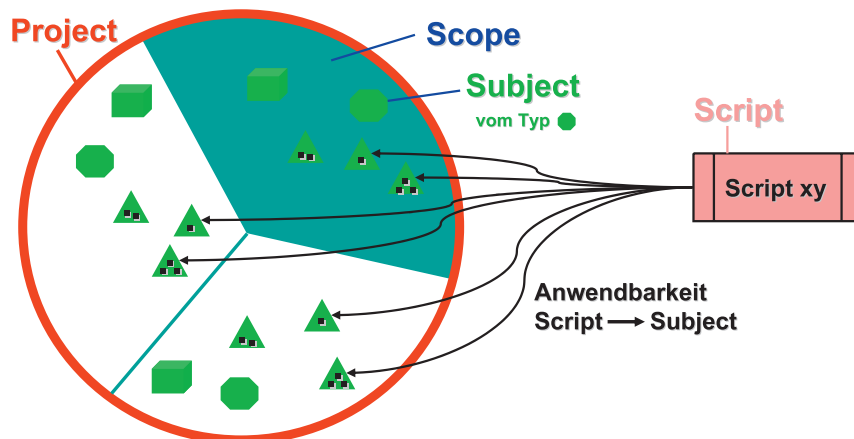 Project
Scope
Subject
vom Typ
Script
Script xy
Anwendbarkeit
Script → Subject